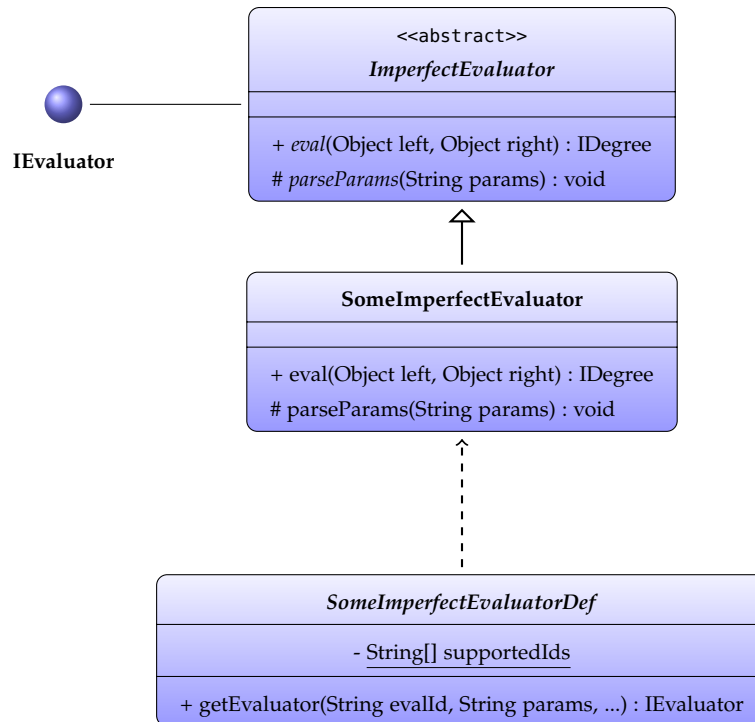 <<abstract>>
ImperfectEvaluator
IEvaluator
+ eval(Object left, Object right) : IDegree
# parseParams(String params) : void
SomeImperfectEvaluator
+ eval(Object left, Object right) : IDegree
# parseParams(String params) : void
SomeImperfectEvaluatorDef
- String[] supportedIds
+ getEvaluator(String evalId, String params, ...) : IEvaluator